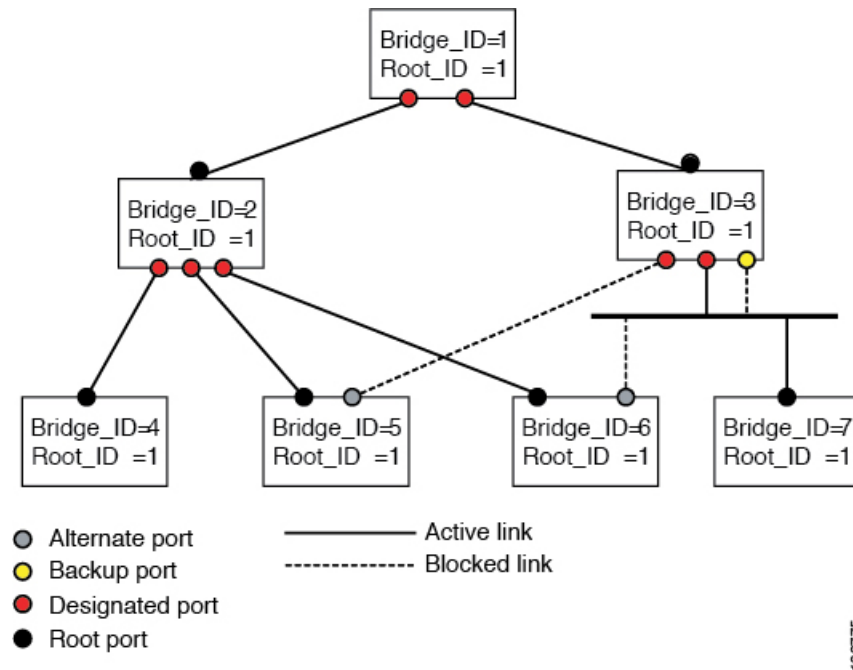 Bridge_ID=1
Root_ID =1
Bridge_ID=2
Root_ID =1
Bridge_ID=3
Root_ID =1
Bridge_ID=4
Root_ID =1
Bridge_ID=5
Root_ID =1
Bridge_ID=6
Root_ID =1
Bridge_ID=7
Root_ID =1
Alternate port
Backup port
Designated port
Root port
Active link
Blocked link